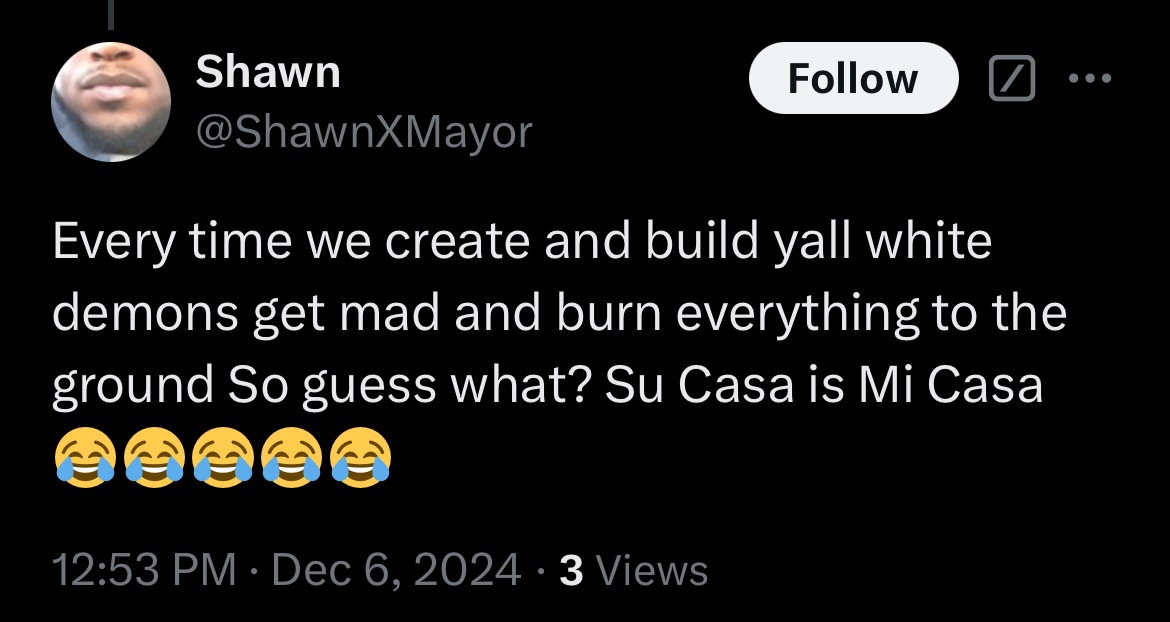 Shawn
Follow
@ShawnXMayor
Every time we create and build yall white
demons get mad and burn everything to the
ground So guess what? Su Casa is Mi Casa
😂😂😂😂😂
12:53 PM · Dec 6, 2024 · 3 Views